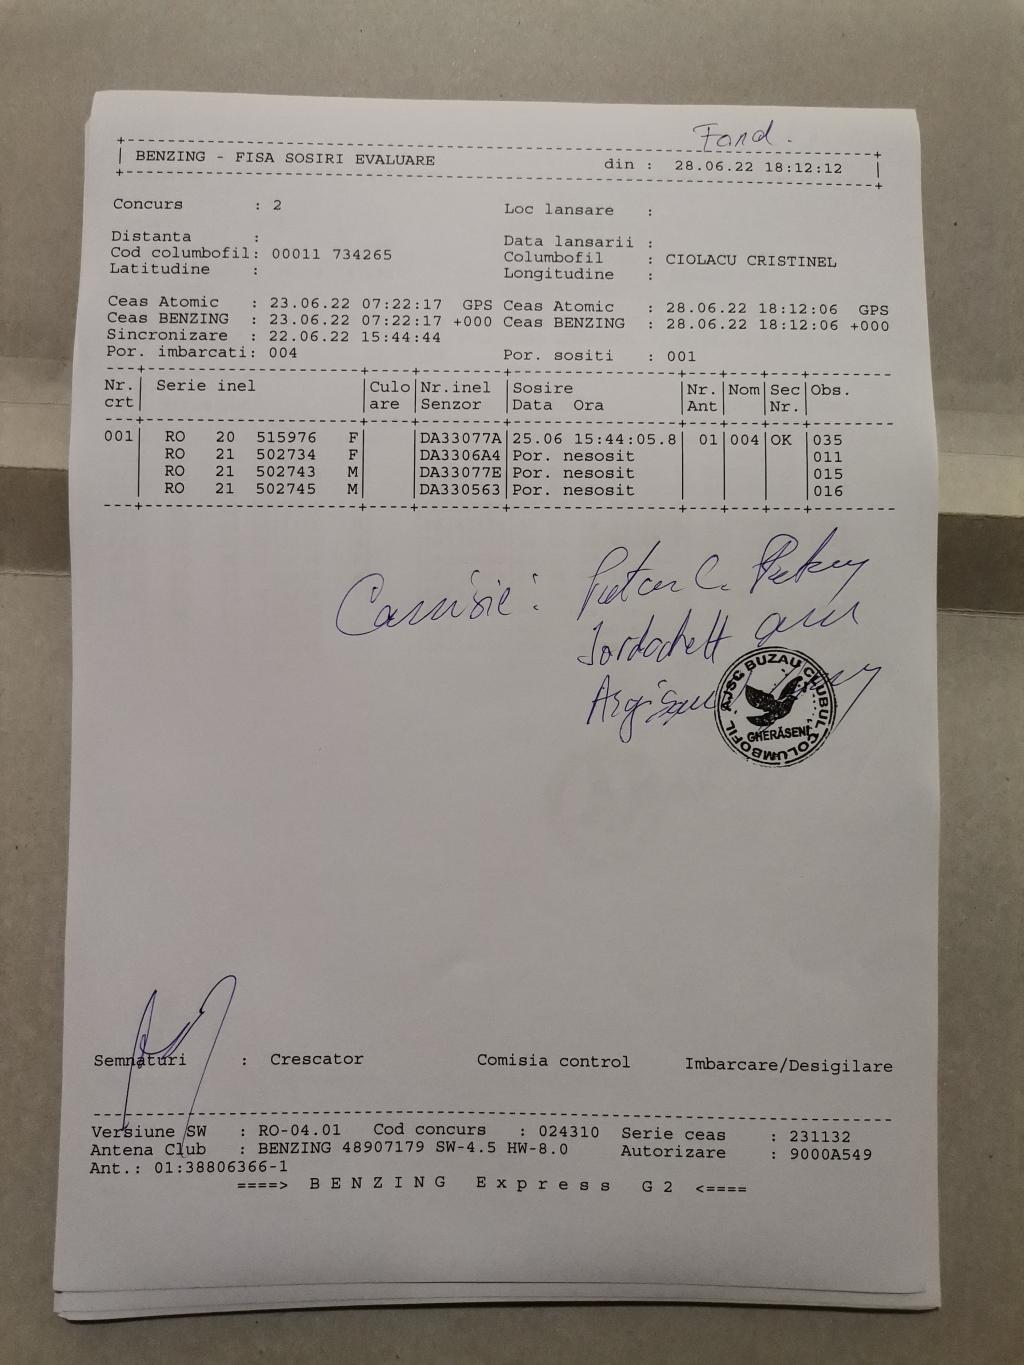 Fond.
BENZING - FISA SOSIRI EVALUARE din : 28.06.22 18:12:12
Concurs : 2 Loc lansare :
Distanta : Data lansarii :
Cod columbofil: 00011 734265 Columbofil : CIOLACU CRISTINEL
Latitudine : Longitudine :
Ceas Atomic : 23.06.22 07:22:17 GPS Ceas Atomic : 28.06.22 18:12:06 GPS
Ceas BENZING : 23.06.22 07:22:17 +000 Ceas BENZING : 28.06.22 18:12:06 +000
Sincronizare : 22.06.22 15:44:44
Por. imbarcati: 004 Por. sositi : 001
Nr. Serie inel Culo Nr.inel Sosire Nr. Nom Sec Obs.
crt are Senzor Data Ora Ant Nr.
001 RO 20 515976 F DA33077A 25.06 15:44:05.8 01 004 OK 035
RO 21 502734 F DA3306A4 Por. nesosit 011
RO 21 502743 M DA33077E Por. nesosit 015
RO 21 502745 M DA330563 Por. nesosit 016
Comisie:
AJSC BUZAU CLUBUL COLUMBOFIL
GHERĂSENI
Semnaturi : Crescator Comisia control Imbarcare/Desigilare
Versiune SW : RO-04.01 Cod concurs : 024310 Serie ceas : 231132
Antena Club : BENZING 48907179 SW-4.5 HW-8.0 Autorizare : 9000A549
Ant.: 01:38806366-1
====> BENZING Express G2 <====